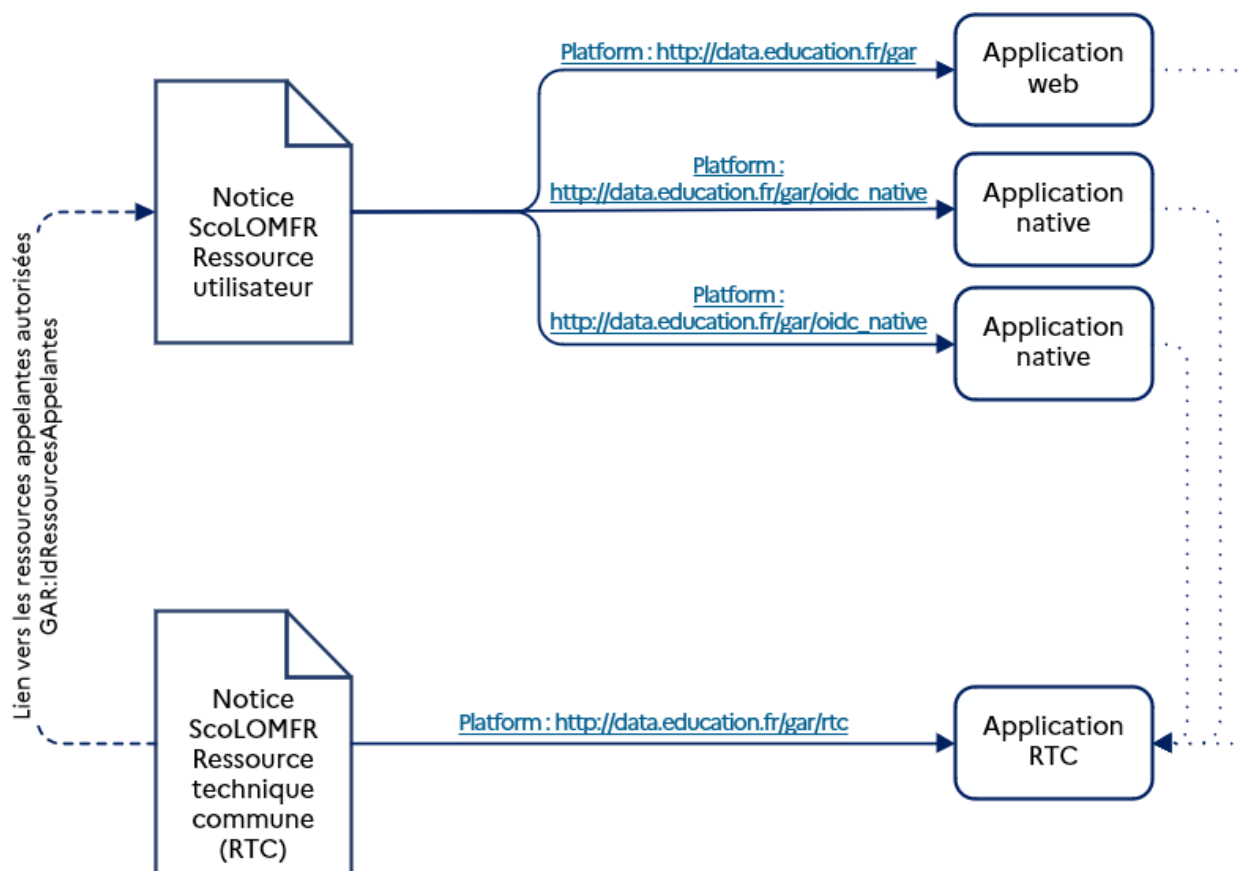 Platform : http://data.education.fr/gar
Application
web
Notice
ScoLOMFR
Ressource
utilisateur
Platform :
http://data.education.fr/gar/oidc_native
Application
native
Platform :
http://data.education.fr/gar/oidc_native
Application
native
Lien vers les ressources appelantes autorisées
GAR:IdRessourcesAppelantes
Notice
ScoLOMFR
Ressource
technique
commune
(RTC)
Platform : http://data.education.fr/gar/rtc
Application
RTC